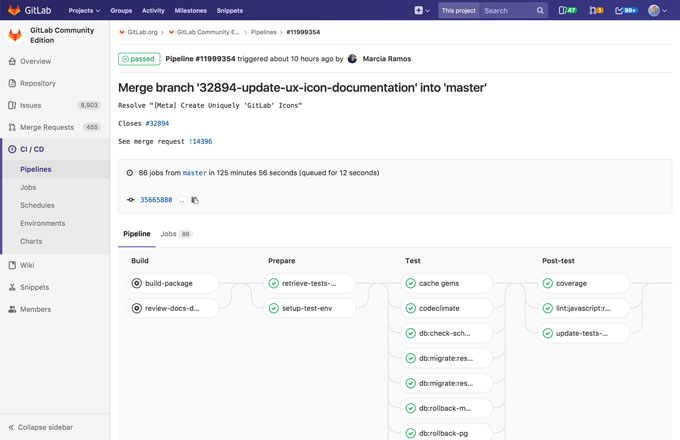 GitLab Projects Groups Activity Milestones Snippets This project Search 47 1 99+
GitLab Community Edition
Overview
Repository
Issues 8,903
Merge Requests 455
CI / CD
Pipelines
Jobs
Schedules
Environments
Charts
Wiki
Snippets
Members
Collapse sidebar
GitLab.org > GitLab Community E... > Pipelines > #11999354
passed Pipeline #11999354 triggered about 10 hours ago by Marcia Ramos
Merge branch '32894-update-ux-icon-documentation' into 'master'
Resolve "[Meta] Create Uniquely 'GitLab' Icons"
Closes #32894
See merge request !14396
86 jobs from master in 125 minutes 56 seconds (queued for 12 seconds)
35665880 ...
Pipeline Jobs 86
Build
build-package
review-docs-d...
Prepare
retrieve-tests-...
setup-test-env
Test
cache gems
codeclimate
db:check-sch...
db:migrate:res...
db:migrate:res...
db:rollback-m...
db:rollback-pg
Post-test
coverage
lint:javascript:r...
update-tests-...